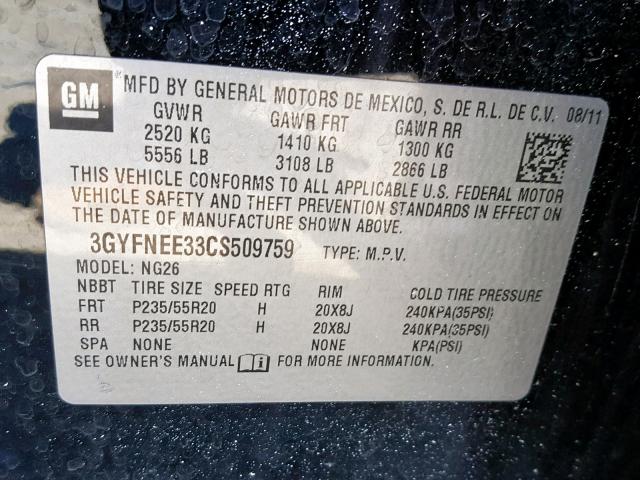 GM
MFD BY GENERAL MOTORS DE MEXICO, S. DE R.L. DE C.V. 08/11
GVWR GAWR FRT GAWR RR
2520 KG 1410 KG 1300 KG
5556 LB 3108 LB 2866 LB
THIS VEHICLE CONFORMS TO ALL APPLICABLE U.S. FEDERAL MOTOR
VEHICLE SAFETY AND THEFT PREVENTION STANDARDS IN EFFECT ON
THE DATE OF MANUFACTURE SHOWN ABOVE.
3GYFNEE33CS509759 TYPE: M.P.V.
MODEL: NG26
NBBT TIRE SIZE SPEED RTG RIM COLD TIRE PRESSURE
FRT P235/55R20 H 20X8J 240KPA(35PSI)
RR P235/55R20 H 20X8J 240KPA(35PSI)
SPA NONE NONE KPA(PSI)
SEE OWNER'S MANUAL i FOR MORE INFORMATION.